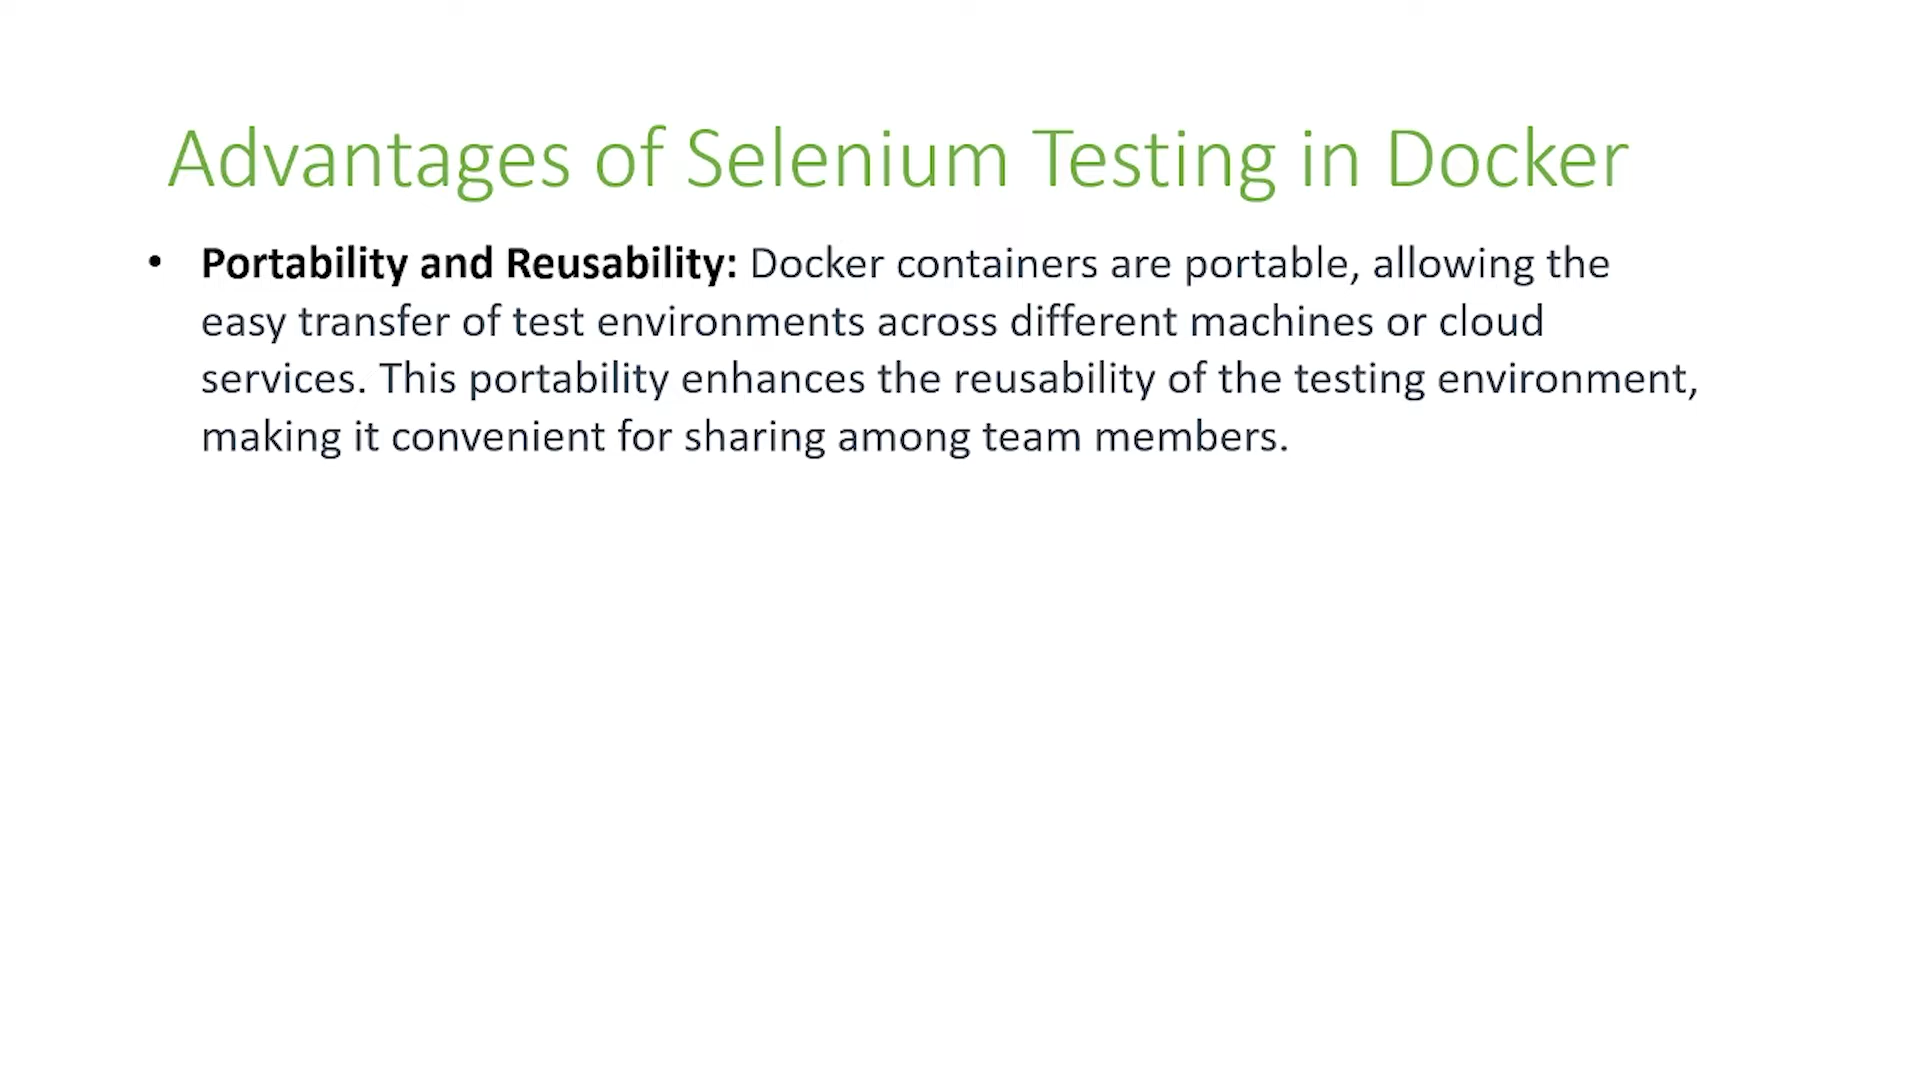 Advantages of Selenium Testing in Docker
• Portability and Reusability: Docker containers are portable, allowing the
easy transfer of test environments across different machines or cloud
services. This portability enhances the reusability of the testing environment,
making it convenient for sharing among team members.